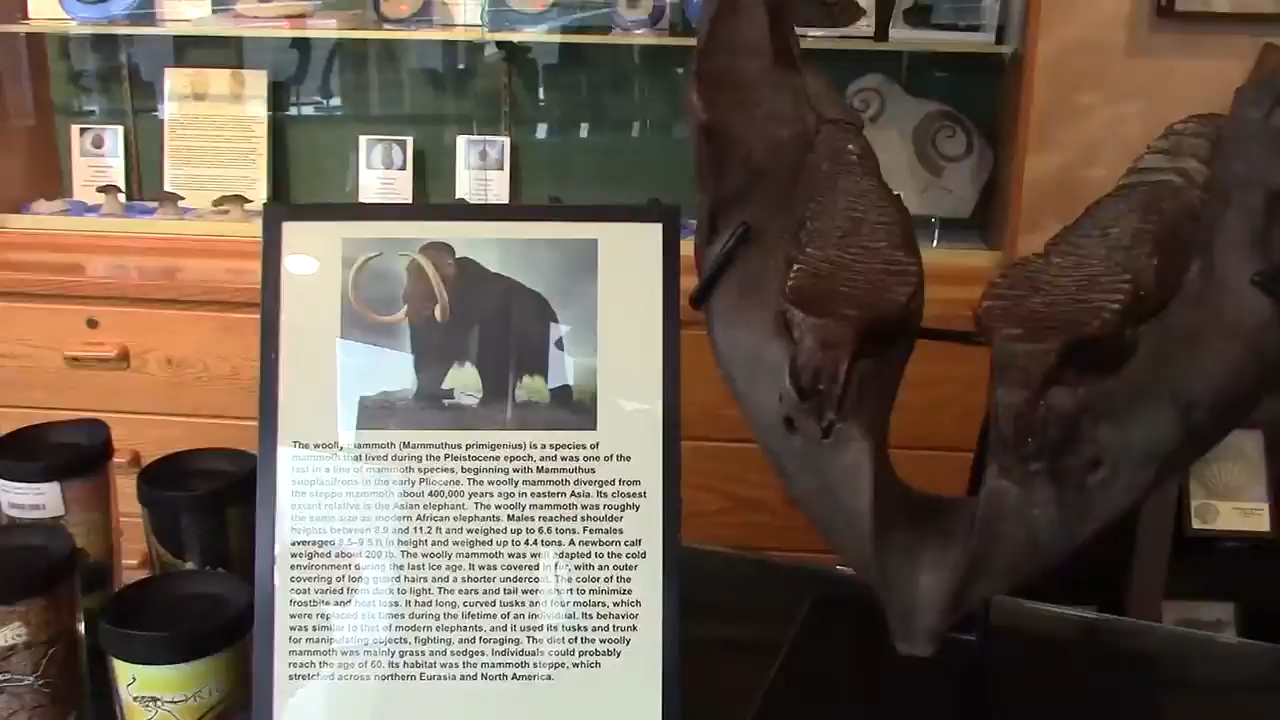 The woolly mammoth (Mammuthus primigenius) is a species of
mammoth that lived during the Pleistocene epoch, and was one of the
last in a line of mammoth species, beginning with Mammuthus
subplanifrons in the early Pliocene. The woolly mammoth diverged from
the steppe mammoth about 400,000 years ago in eastern Asia. Its closest
extant relative is the Asian elephant. The woolly mammoth was roughly
the same size as modern African elephants. Males reached shoulder
heights between 8.9 and 11.2 ft and weighed up to 6.6 tons. Females
averaged 8.5–9.5 ft in height and weighed up to 4.4 tons. A newborn calf
weighed about 200 lb. The woolly mammoth was well adapted to the cold
environment during the last ice age. It was covered in fur, with an outer
covering of long guard hairs and a shorter undercoat. The color of the
coat varied from dark to light. The ears and tail were short to minimize
frostbite and heat loss. It had long, curved tusks and four molars, which
were replaced six times during the lifetime of an individual. Its behavior
was similar to that of modern elephants, and it used its tusks and trunk
for manipulating objects, fighting, and foraging. The diet of the woolly
mammoth was mainly grass and sedges. Individuals could probably
reach the age of 60. Its habitat was the mammoth steppe, which
stretched across northern Eurasia and North America.